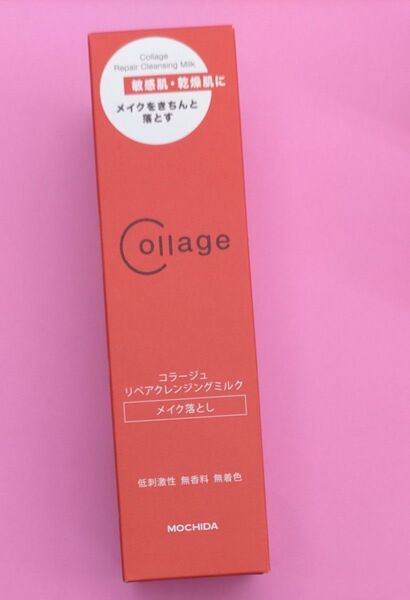 Collage
Repair Cleansing Milk
敏感肌・乾燥肌に
メイクをきちんと
落とす
Collage
コラージュ
リペアクレンジングミルク
メイク落とし
低刺激性 無香料 無着色
MOCHIDA